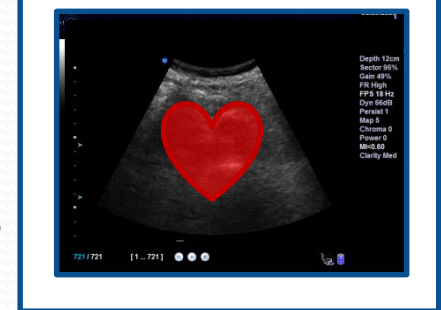 Depth 12cm
Sector 95%
Gain 49%
FR High
FPS 18 Hz
Dyn 66dB
Persist 1
Map 5
Chroma 0
Power 0
MI<0.60
Clarity Med
721 / 721 [ 1 ... 721 ]